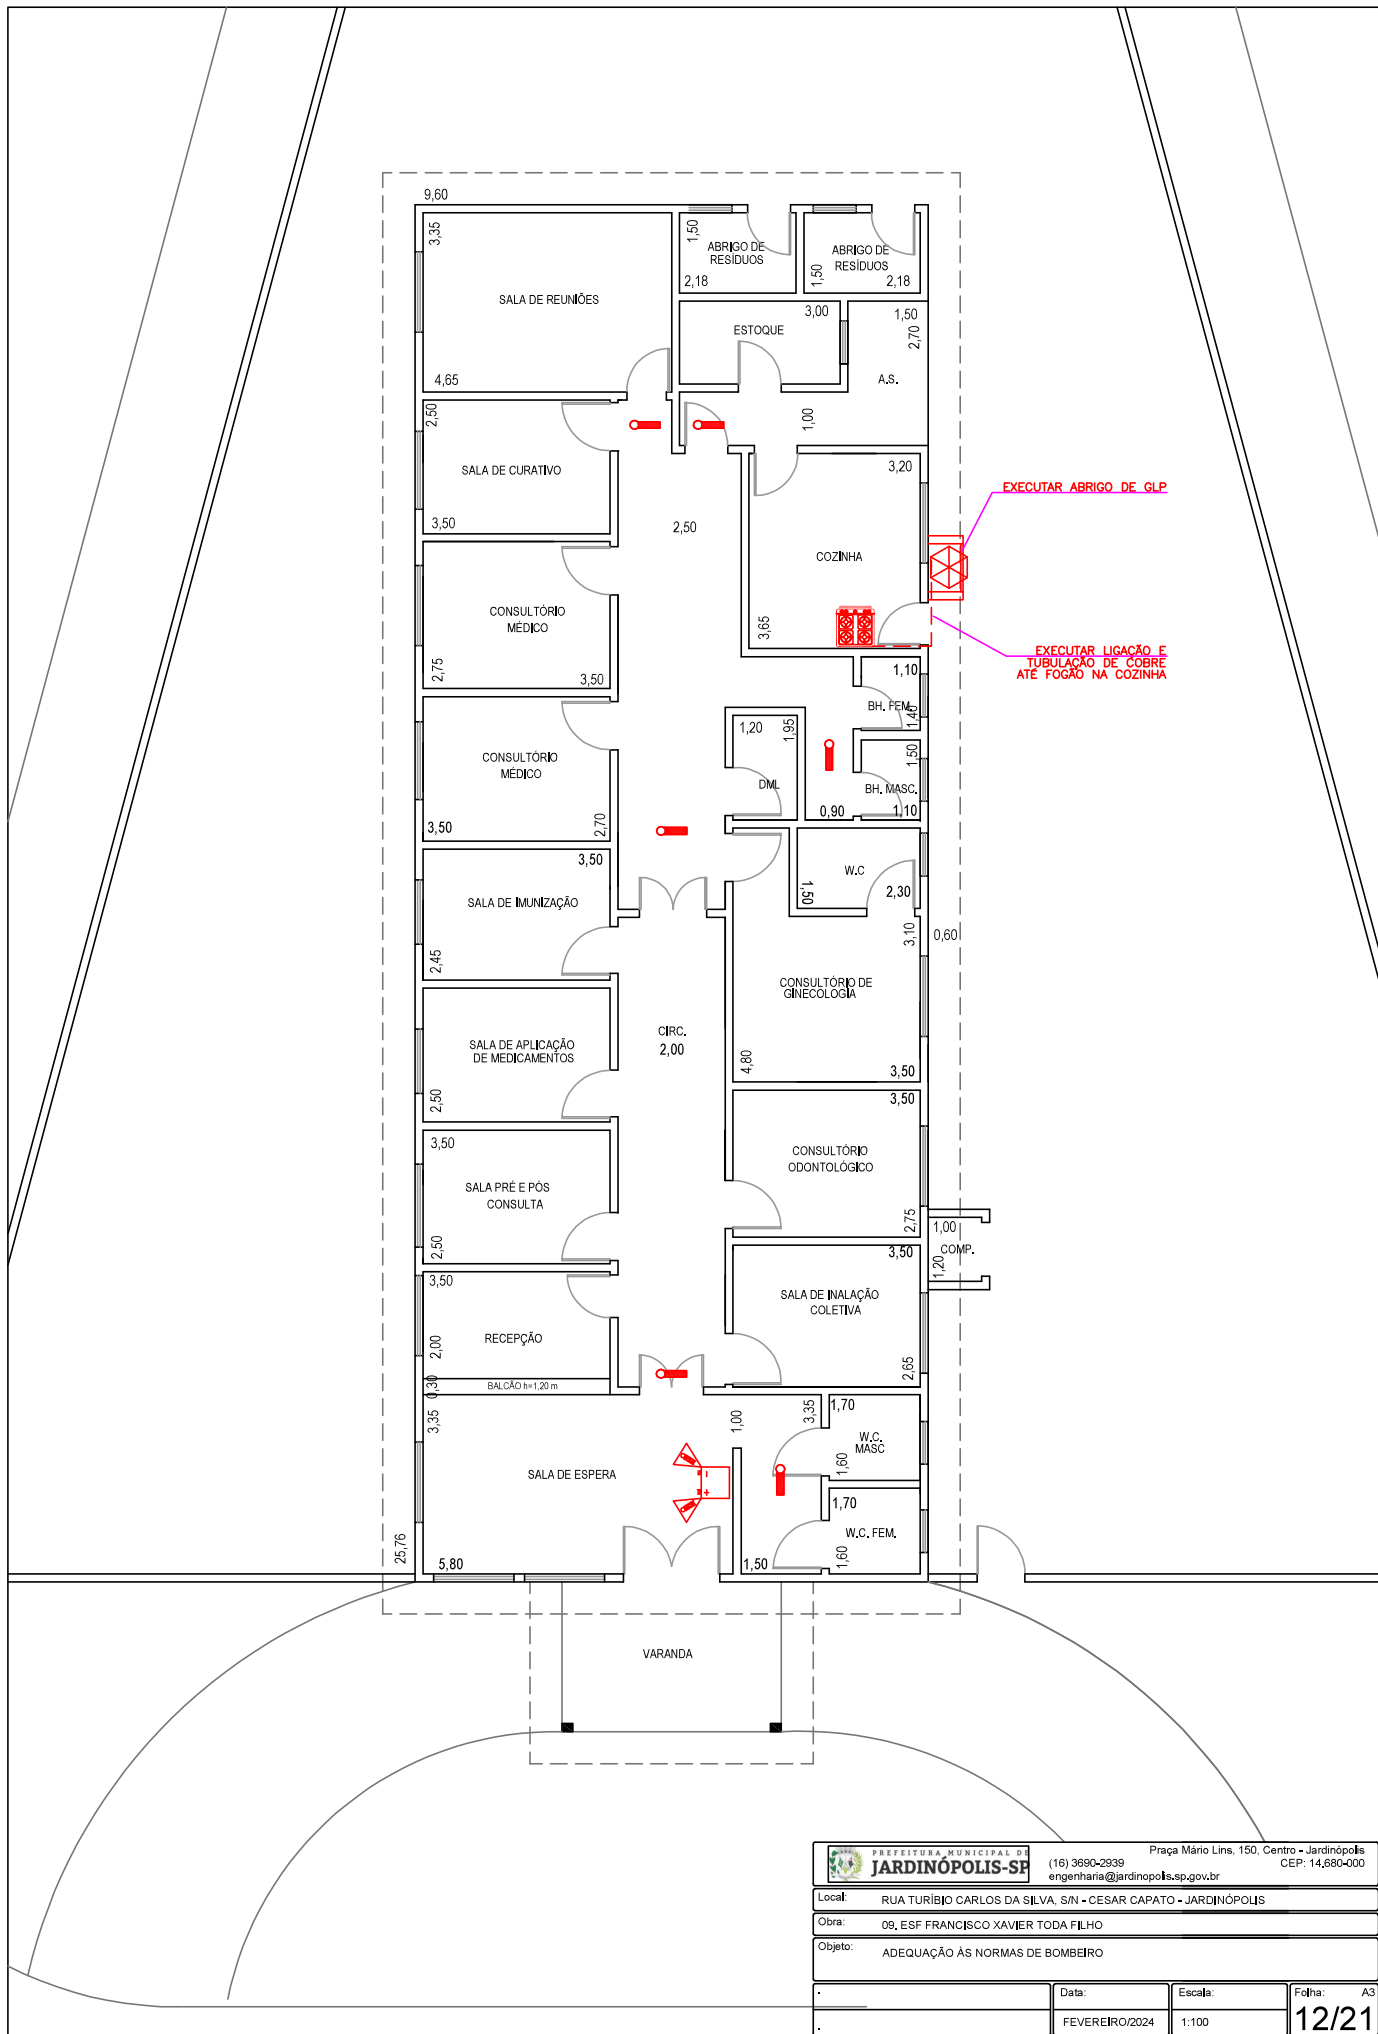 9,60
3,35
SALA DE REUNIÕES
4,65
1,50
ABRIGO DE
RESÍDUOS
2,18
ABRIGO DE
RESÍDUOS
1,50
2,18
3,00
ESTOQUE
1,50
2,70
A.S.
1,00
2,50
SALA DE CURATIVO
3,50
2,50
3,20
COZINHA
3,65
EXECUTAR ABRIGO DE GLP
EXECUTAR LIGAÇÃO E
TUBULAÇÃO DE COBRE
ATÉ FOGÃO NA COZINHA
CONSULTÓRIO
MÉDICO
2,75
3,50
1,10
BH. FEM.
1,40
1,20
1,95
DML
1,50
BH. MASC.
0,90
1,10
CONSULTÓRIO
MÉDICO
3,50
2,70
3,50
SALA DE IMUNIZAÇÃO
2,45
W.C
1,50
2,30
3,10
0,60
CONSULTÓRIO DE
GINECOLOGIA
4,80
3,50
CIRC.
2,00
SALA DE APLICAÇÃO
DE MEDICAMENTOS
2,50
3,50
CONSULTÓRIO
ODONTOLÓGICO
2,75
3,50
SALA PRÉ E PÓS
CONSULTA
2,50
1,00
COMP.
1,20
3,50
SALA DE INALAÇÃO
COLETIVA
2,65
3,50
RECEPÇÃO
2,00
BALCÃO h=1,20 m
0,30
3,35
SALA DE ESPERA
5,80
25,76
1,00
3,35
1,70
W.C.
MASC
1,60
1,70
W.C. FEM.
1,60
1,50
VARANDA
PREFEITURA MUNICIPAL DE
JARDINÓPOLIS-SP
Praça Mário Lins, 150, Centro - Jardinópolis
(16) 3690-2939
CEP: 14.680-000
engenharia@jardinopolis.sp.gov.br
Local: RUA TURÍBIO CARLOS DA SILVA, S/N - CESAR CAPATO - JARDINÓPOLIS
Obra: 09. ESF FRANCISCO XAVIER TODA FILHO
Objeto: ADEQUAÇÃO ÀS NORMAS DE BOMBEIRO
Data:
FEVEREIRO/2024
Escala:
1:100
Folha: A3
12/21